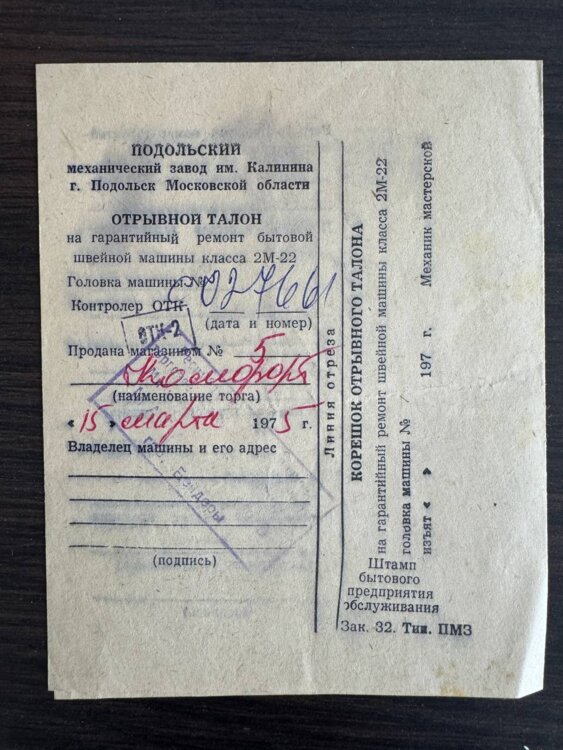 ПОДОЛЬСКИЙ
механический завод им. Калинина
г. Подольск Московской области
ОТРЫВНОЙ ТАЛОН
на гарантийный ремонт бытовой
швейной машины класса 2М-22
Головка машины № 027661
Контролер ОТК
(дата и номер)
ОТК-2
Продана магазином № 5
Комфорт
(наименование торга)
« 15 » марта 1975 г.
Владелец машины и его адрес
гор. Бендеры
(подпись)
Линия отреза
КОРЕШОК ОТРЫВНОГО ТАЛОНА
на гарантийный ремонт швейной машины класса 2М-22
головка машины №
изъят « » 197 г. Механик мастерской
Штамп
бытового
предприятия
обслуживания
Зак. 32. Тип. ПМЗ